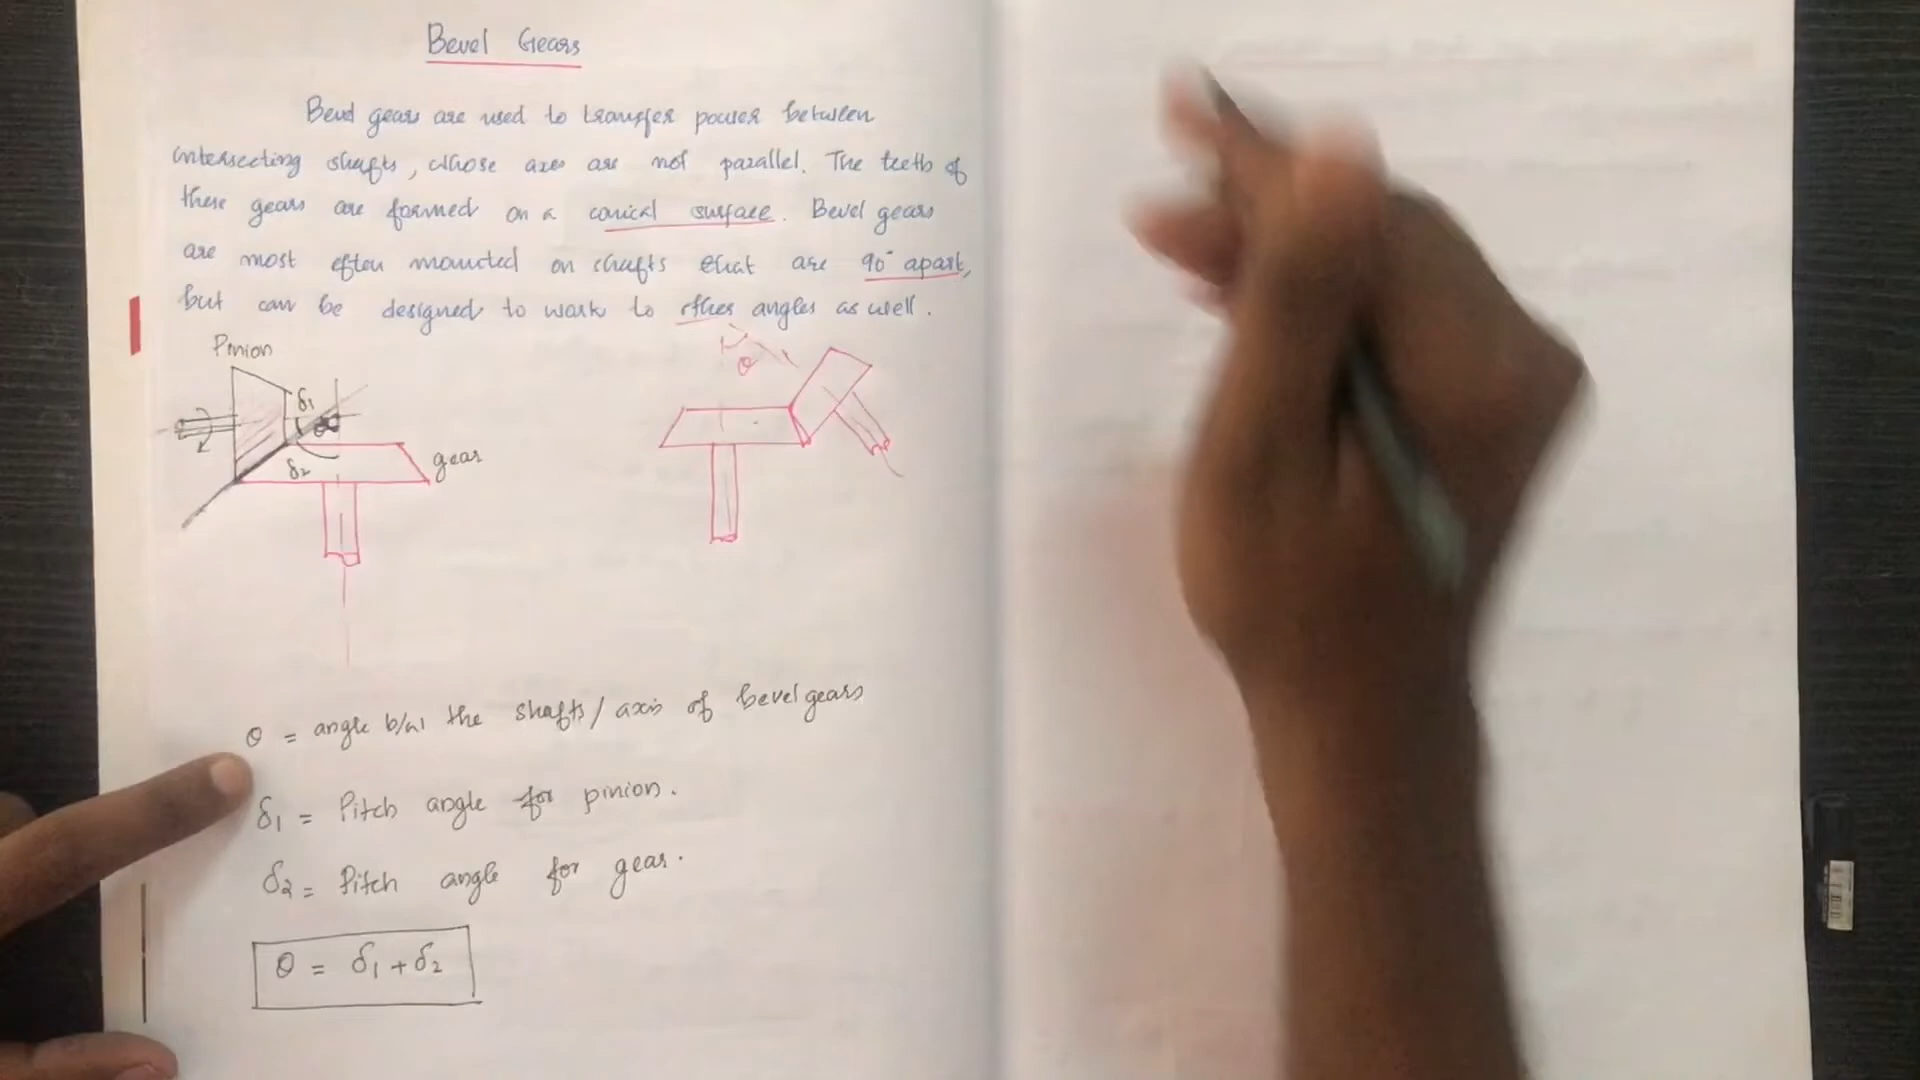 Bevel Gears
Bevel gears are used to transfer power between
intersecting shafts, whose axes are not parallel. The teeth of
these gears are formed on a conical surface. Bevel gears
are most often mounted on shafts that are 90° apart,
but can be designed to work to other angles as well.
Pinion
δ1
θ
δ2
gear
θ
θ = angle b/w the shafts / axis of bevel gears
δ1 = Pitch angle for pinion.
δ2 = Pitch angle for gear.
θ = δ1 + δ2